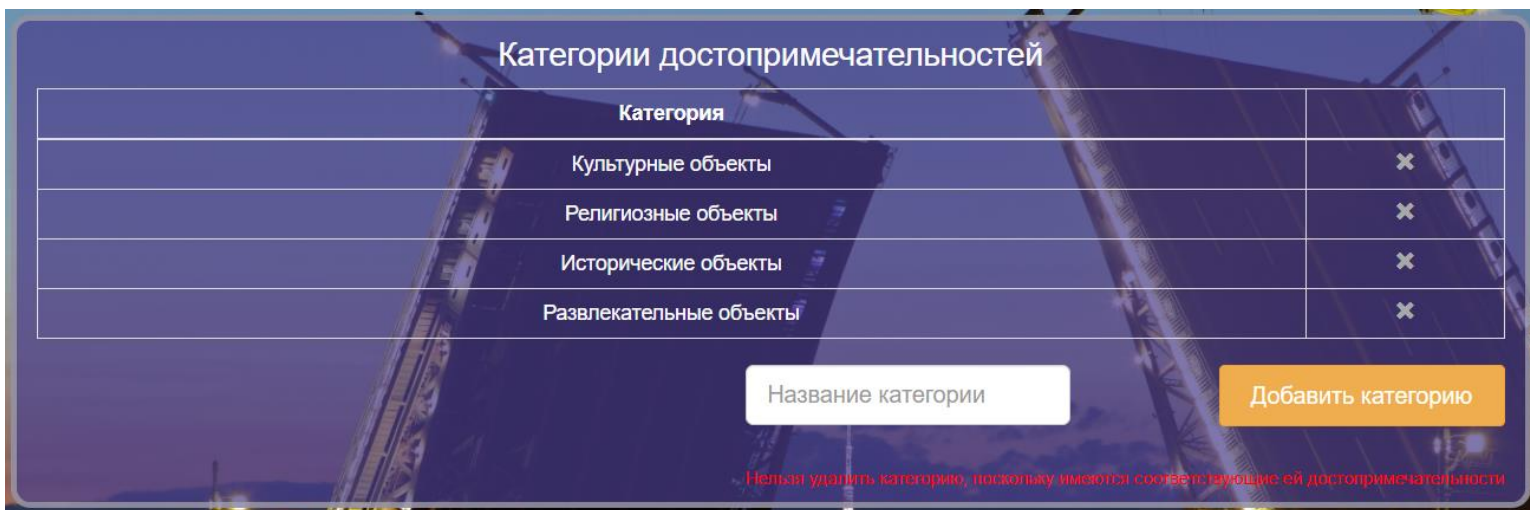 Категории достопримечательностей
Категория
Культурные объекты
Религиозные объекты
Исторические объекты
Развлекательные объекты
Название категории
Добавить категорию
Нельзя удалить категорию, поскольку имеются соответствующие ей достопримечательности